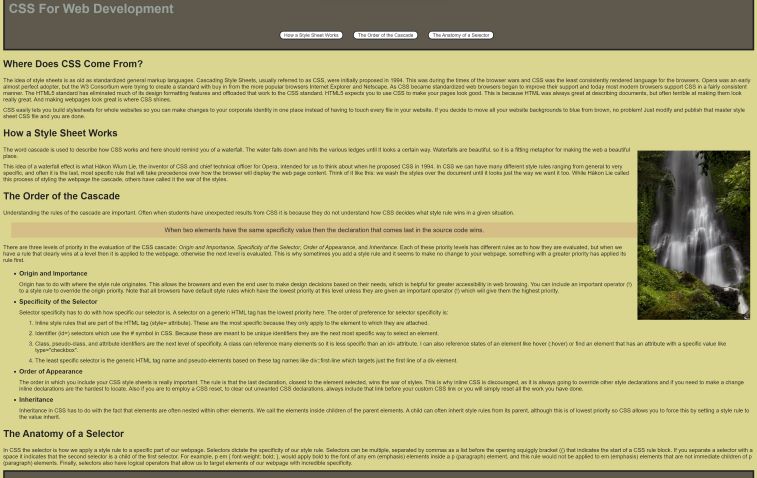 CSS For Web Development
How a Style Sheet Works
The Order of the Cascade
The Anatomy of a Selector
Where Does CSS Come From?
The idea of style sheets is as old as standardized general markup languages. Cascading Style Sheets, usually referred to as CSS, were initially proposed in 1994. This was during the times of the browser wars and CSS was the least consistently rendered language for the browsers. Opera was an early
almost perfect adopter, but the W3 Consortium were trying to create a standard with buy in from the more popular browsers Internet Explorer and Netscape. As CSS became standardized web browsers began to improve their support and today most modern browsers support CSS in a fairly consistent
manner. The HTML5 standard has eliminated much of its design formatting features and offloaded that work to the CSS standard. HTML5 expects you to use CSS to make your pages look good. This is because HTML was always great at describing documents, but often terrible at making them look
really great. And making webpages look great is where CSS shines.
CSS easily lets you build stylesheets for whole websites so you can make changes to your corporate identity in one place instead of having to touch every file in your website. If you decide to move all your website backgrounds to blue from brown, no problem! Just modify and publish that master style
sheet CSS file and you are done.
How a Style Sheet Works
The word cascade is used to describe how CSS works and here should remind you of a waterfall. The water falls down and hits the various ledges until it looks a certain way. Waterfalls are beautiful, so it is a fitting metaphor for making the web a beautiful
place.
This idea of a waterfall effect is what Håkon Wium Lie, the inventor of CSS and chief technical officer for Opera, intended for us to think about when he proposed CSS in 1994. In CSS we can have many different style rules ranging from general to very
specific, and often it is the last, most specific rule that will take precedence over how the browser will display the web page content. Think of it like this: we wash the styles over the document until it looks just the way we want it too. While Håkon Lie called
this process of styling the webpage the cascade, others have called it the war of the styles.
The Order of the Cascade
Understanding the rules of the cascade are important. Often when students have unexpected results from CSS it is because they do not understand how CSS decides what style rule wins in a given situation.
When two elements have the same specificity value then the declaration that comes last in the source code wins.
There are three levels of priority in the evaluation of the CSS cascade: Origin and Importance, Specificity of the Selector, Order of Appearance, and Inheritance. Each of these priority levels has different rules as to how they are evaluated, but when we
have a rule that clearly wins at a level then it is applied to the webpage, otherwise the next level is evaluated. This is why sometimes you add a style rule and it seems to make no change to your webpage, something with a greater priority has applied its
rule first.
• Origin and Importance
Origin has to do with where the style rule originates. This allows the browsers and even the end user to make design decisions based on their needs, which is helpful for greater accessibility in web browsing. You can include an important operator (!)
to a style rule to override the origin priority. Note that all browsers have default style rules which have the lowest priority at this level unless they are given an important operator (!) which will give them the highest priority.
• Specificity of the Selector
Selector specificity has to do with how specific our selector is. A selector on a generic HTML tag has the lowest priority here. The order of preference for selector specificity is:
1. Inline style rules that are part of the HTML tag (style= attribute). These are the most specific because they only apply to the element to which they are attached.
2. Identifier (id=) selectors which use the # symbol in CSS. Because these are meant to be unique identifiers they are the next most specific way to select an element.
3. Class, pseudo-class, and attribute identifiers are the next level of specificity. A class can reference many elements so it is less specific than an id= attribute. I can also reference states of an element like hover (:hover) or find an element that has an attribute with a specific value like
type="checkbox".
4. The least specific selector is the generic HTML tag name and pseudo-elements based on these tag names like div::first-line which targets just the first line of a div element.
• Order of Appearance
The order in which you include your CSS style sheets is really important. The rule is that the last declaration, closest to the element selected, wins the war of styles. This is why inline CSS is discouraged, as it is always going to override other style declarations and if you need to make a change
inline declarations are the hardest to locate. Also if you are to employ a CSS reset, to clear out unwanted CSS declarations, always include that link before your custom CSS link or you will simply reset all the work you have done.
• Inheritance
Inheritance in CSS has to do with the fact that elements are often nested within other elements. We call the elements inside children of the parent elements. A child can often inherit style rules from its parent, although this is of lowest priority so CSS allows you to force this by setting a style rule to
the value inherit.
The Anatomy of a Selector
In CSS the selector is how we apply a style rule to a specific part of our webpage. Selectors dictate the specificity of our style rule. Selectors can be multiple, separated by commas as a list before the opening squiggly bracket ({) that indicates the start of a CSS rule block. If you separate a selector with a
space it indicates that the second selector is a child of the first selector. For example, p em { font-weight: bold; }, would apply bold to the font of any em (emphasis) elements inside a p (paragraph) element, and this rule would not be applied to em (emphasis) elements that are not immediate children of p
(paragraph) elements. Finally, selectors also have logical operators that allow us to target elements of our webpage with incredible specificity.